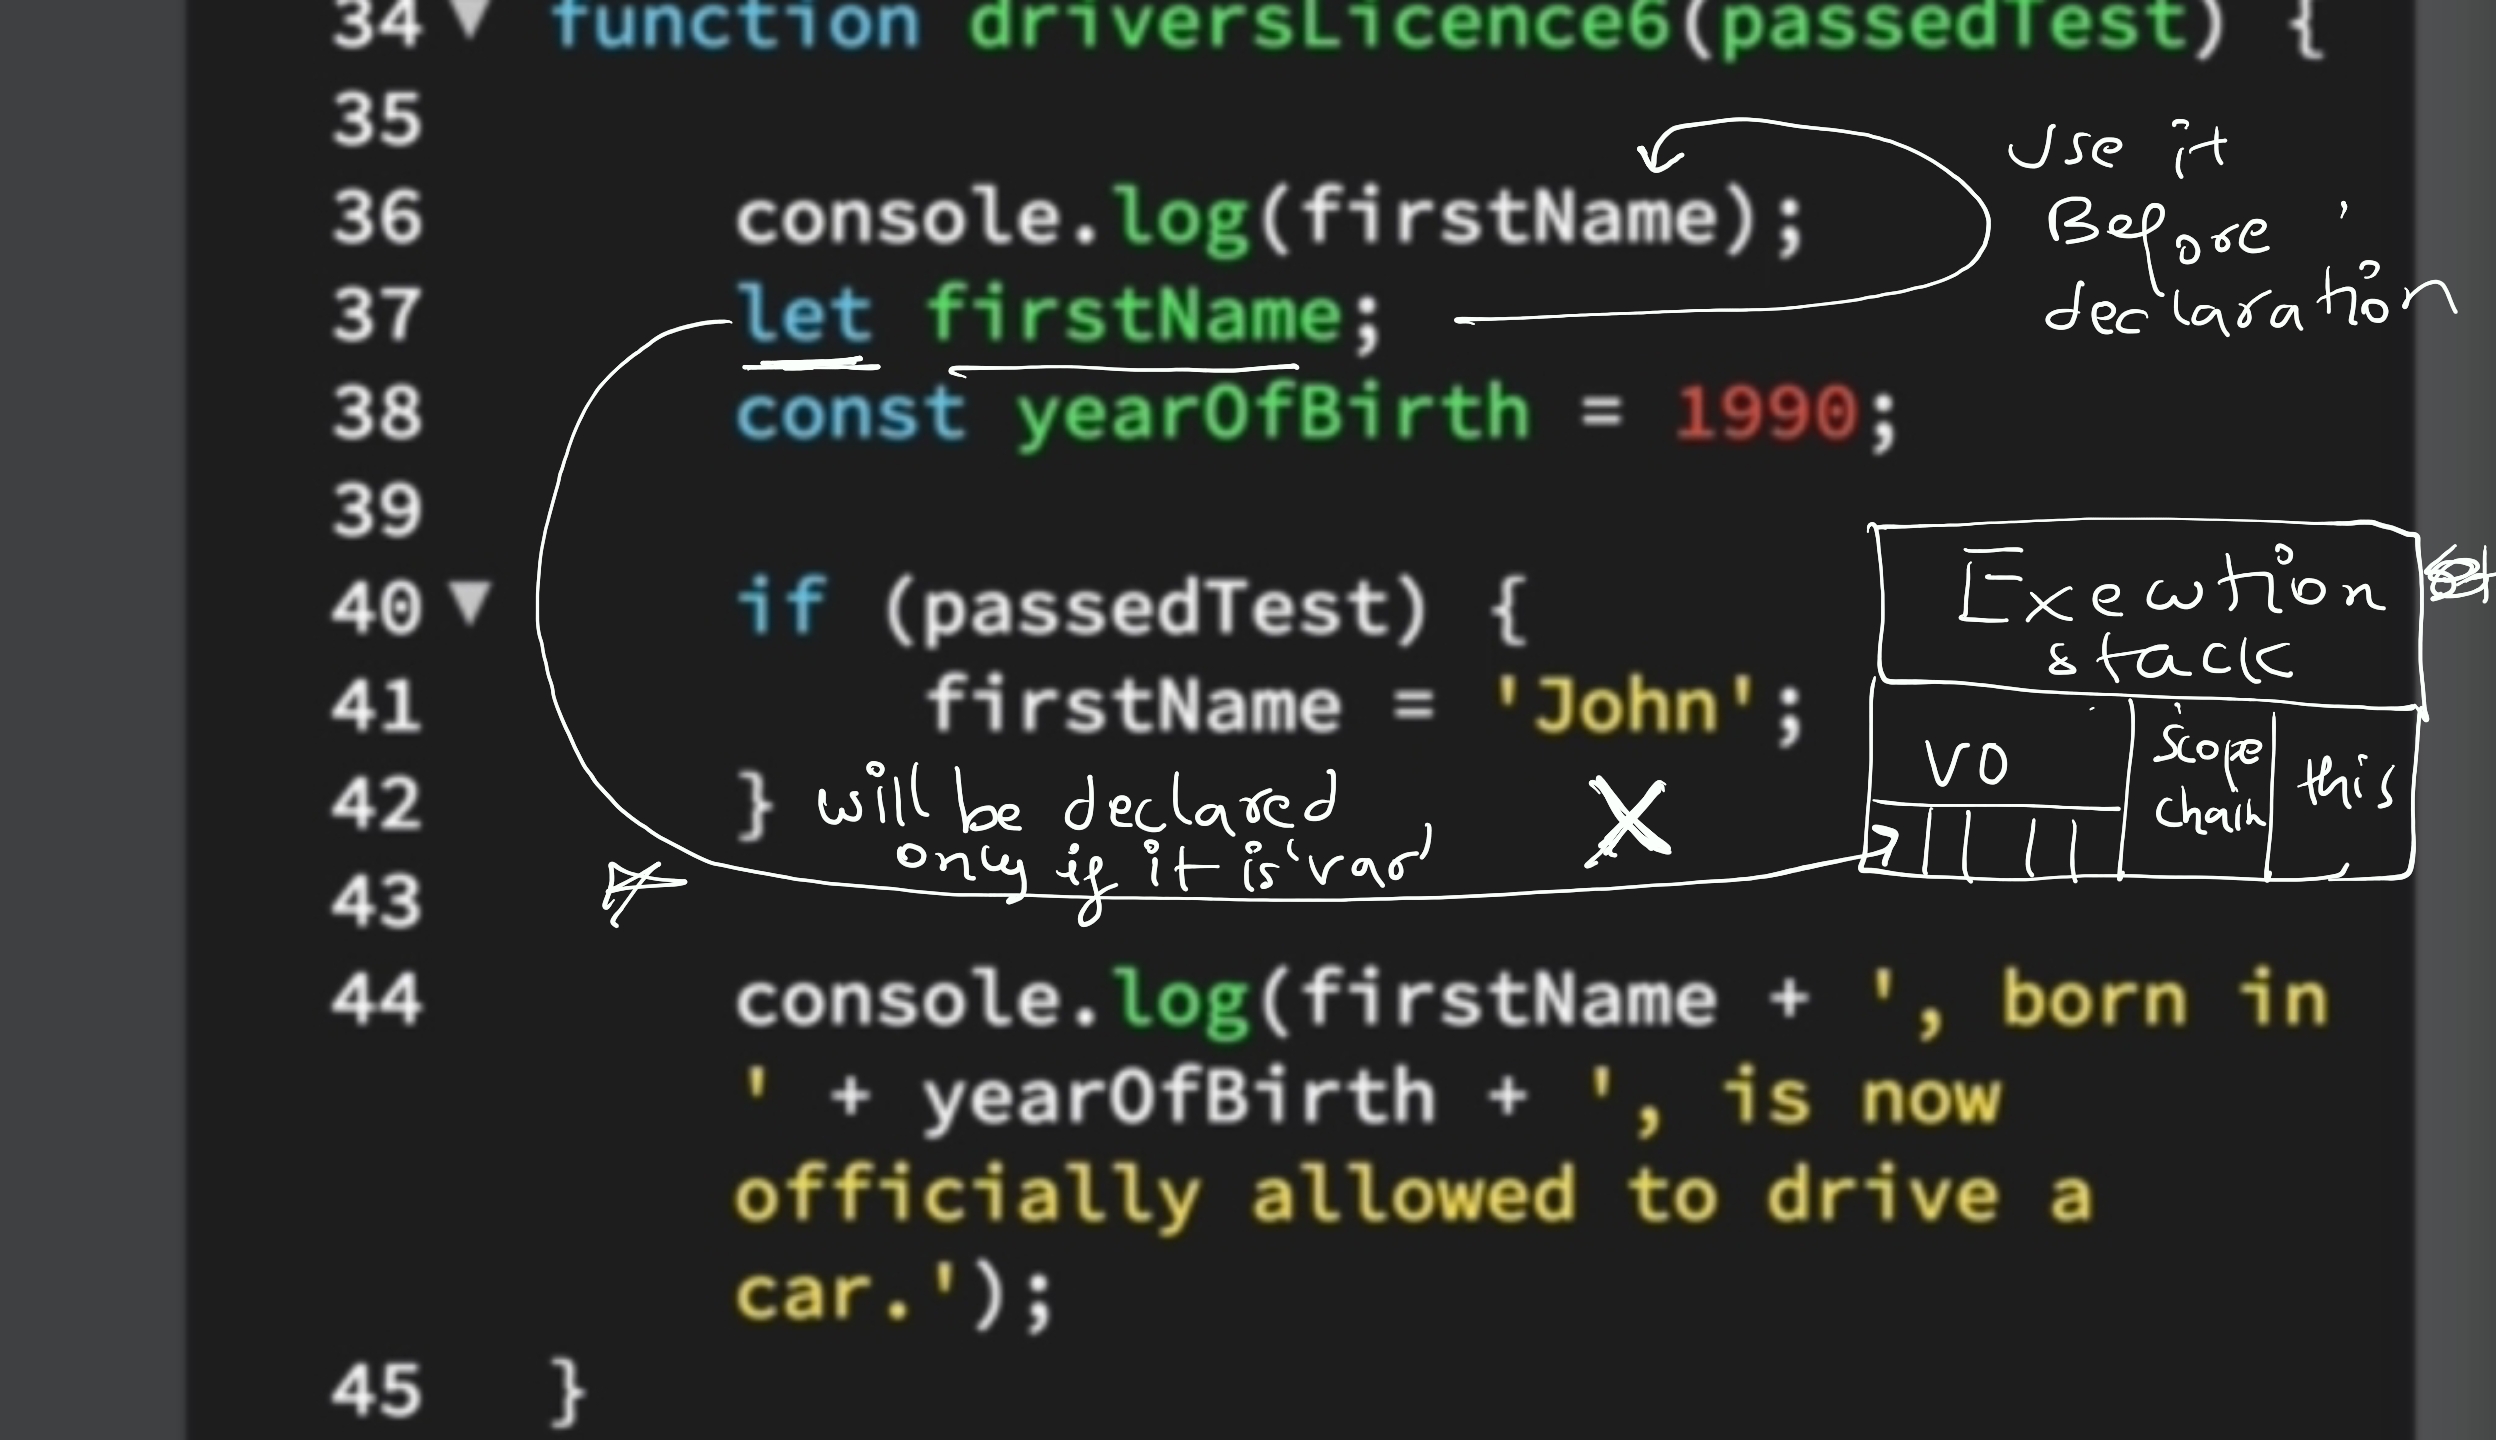 34 function driversLicence6(passedTest) {
35
36 console.log(firstName);
37 let firstName;
38 const yearOfBirth = 1990;
39
40 if (passedTest) {
41 firstName = 'John';
42 }
43
44 console.log(firstName + ', born in
' + yearOfBirth + ', is now
officially allowed to drive a
car.');
45 }
Use it
Before
declaration
Execution
stack
VO
Scope
chain
this
will be declared
only if it is 'var'